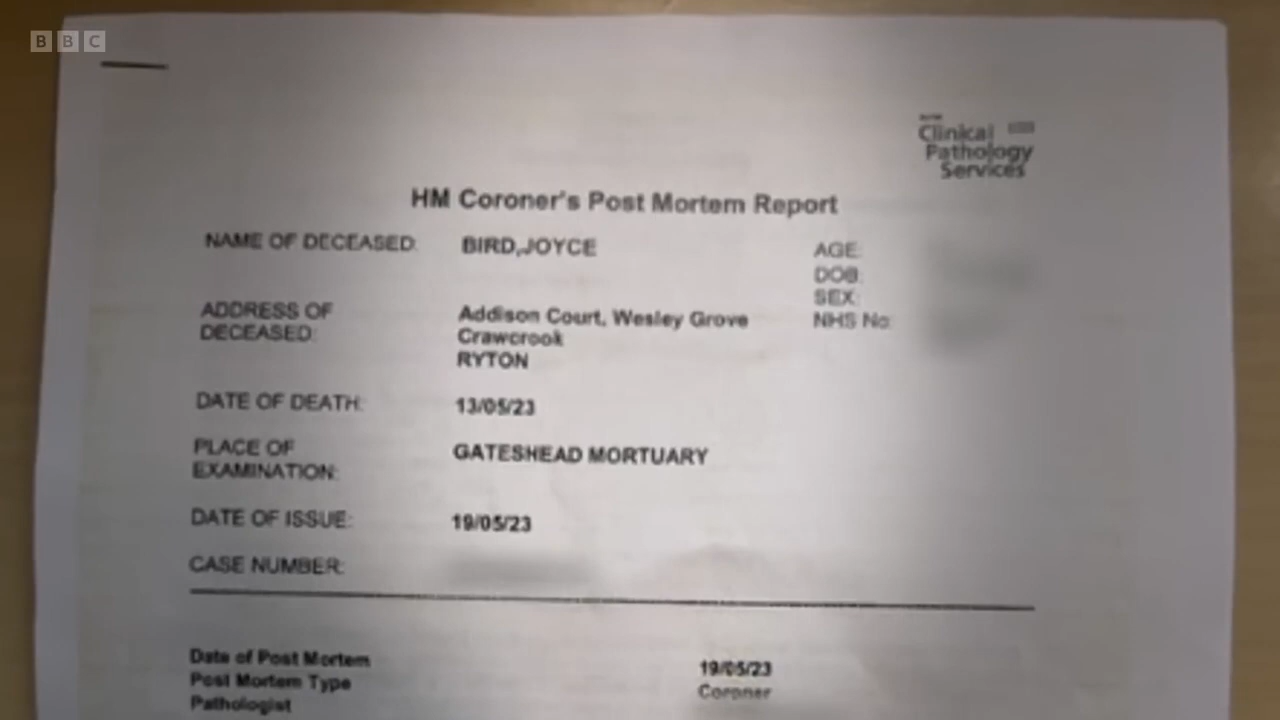 BBC
Clinical
Pathology
Services
HM Coroner's Post Mortem Report
NAME OF DECEASED: BIRD,JOYCE AGE:
DOB:
SEX:
ADDRESS OF DECEASED: Addison Court, Wesley Grove NHS No:
Crawcrook
RYTON
DATE OF DEATH: 13/05/23
PLACE OF EXAMINATION: GATESHEAD MORTUARY
DATE OF ISSUE: 19/05/23
CASE NUMBER:
Date of Post Mortem 19/05/23
Post Mortem Type Coroner
Pathologist